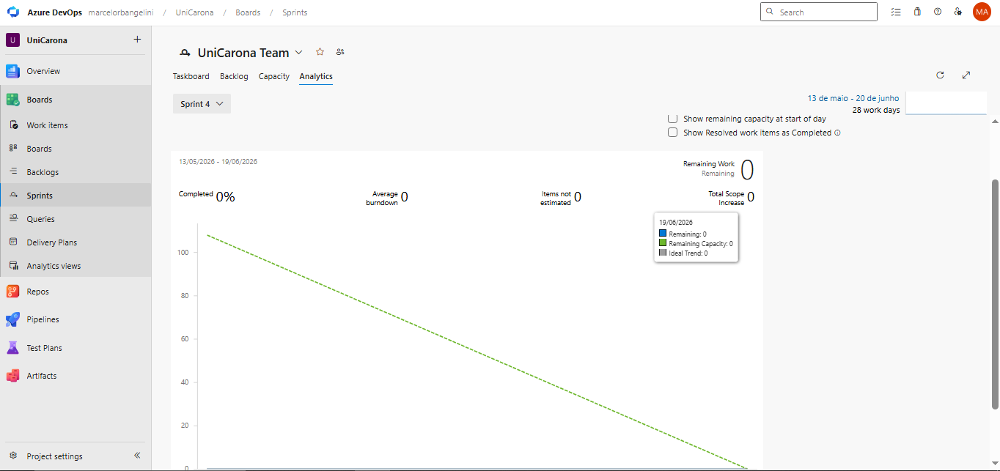 Azure DevOps marcelorbangelini / UniCarona / Boards / Sprints
Search
MA
U UniCarona
Overview
Boards
Work items
Boards
Backlogs
Sprints
Queries
Delivery Plans
Analytics views
Repos
Pipelines
Test Plans
Artifacts
Project settings
UniCarona Team
Taskboard Backlog Capacity Analytics
Sprint 4
13 de maio - 20 de junho
28 work days
Show remaining capacity at start of day
Show Resolved work items as Completed
13/05/2026 - 19/06/2026
Remaining Work
Remaining
0
Completed 0%
Average burndown 0
Items not estimated 0
Total Scope Increase 0
19/06/2026
Remaining: 0
Remaining Capacity: 0
Ideal Trend: 0
100
80
60
40
20
0